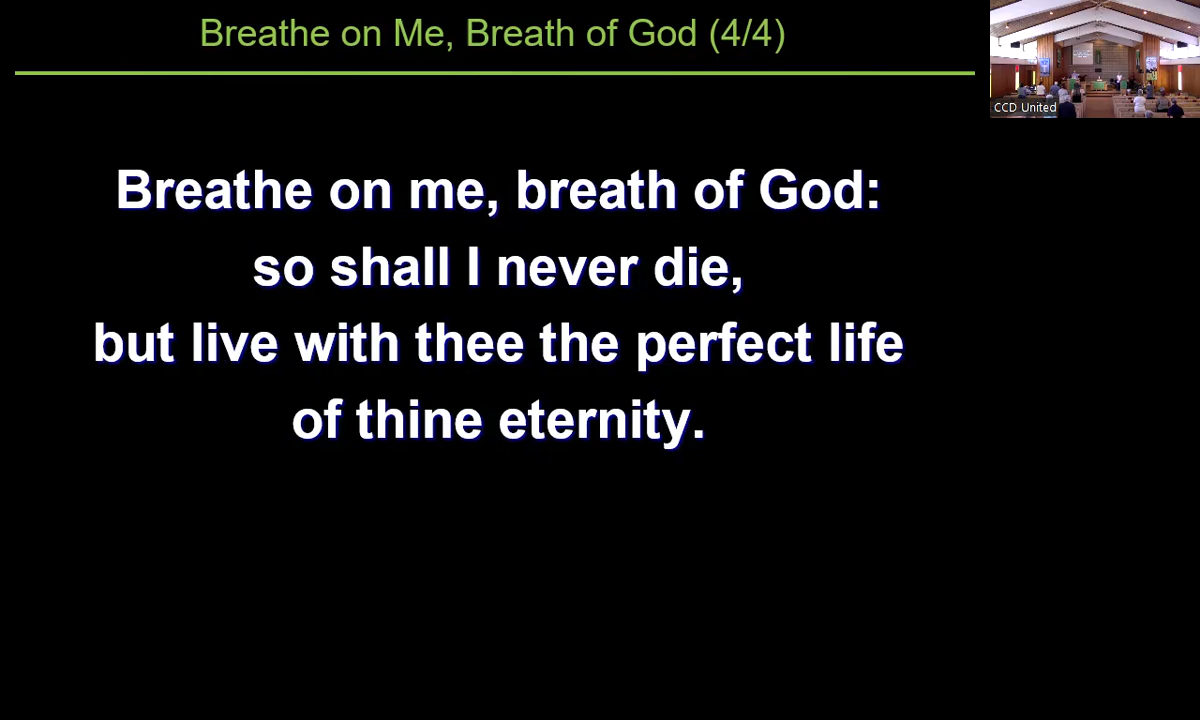 Breathe on Me, Breath of God (4/4)
CCD United
Breathe on me, breath of God:
so shall I never die,
but live with thee the perfect life
of thine eternity.